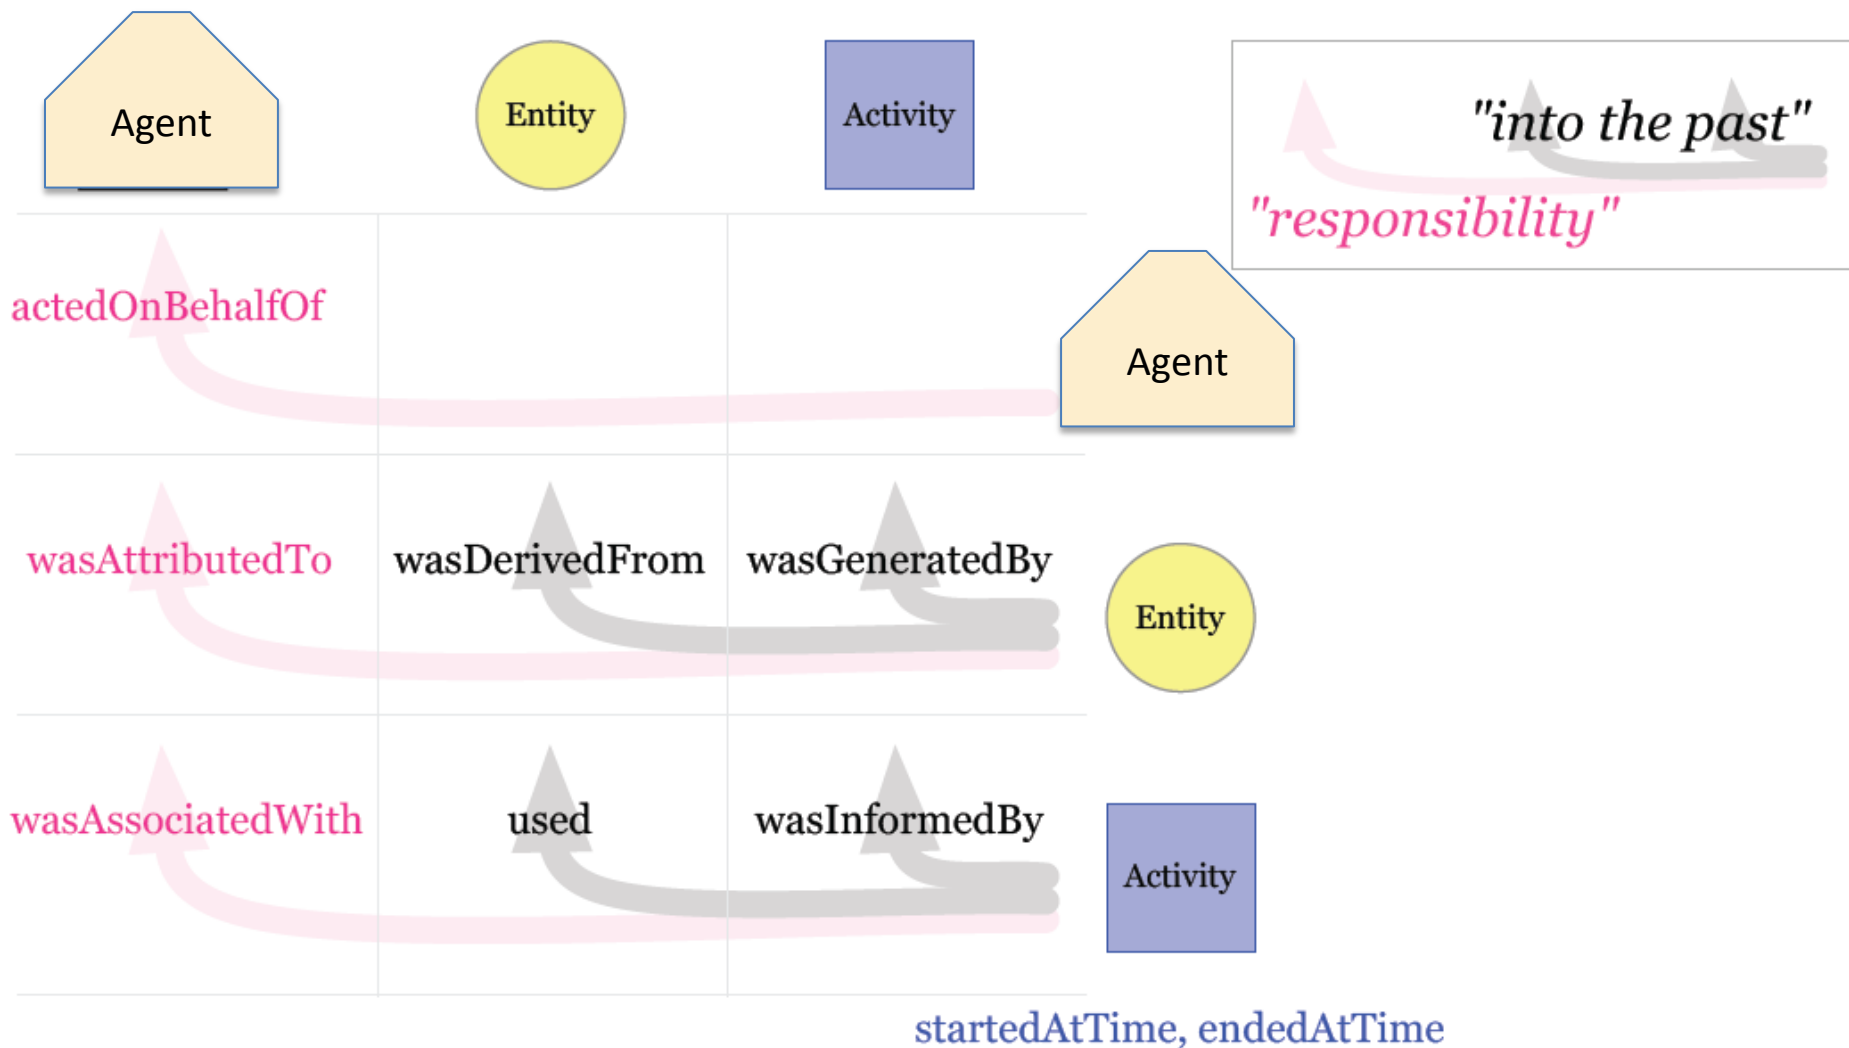 Agent
Entity
Activity
"into the past"
"responsibility"
actedOnBehalfOf
Agent
wasAttributedTo
wasDerivedFrom
wasGeneratedBy
Entity
wasAssociatedWith
used
wasInformedBy
Activity
startedAtTime, endedAtTime